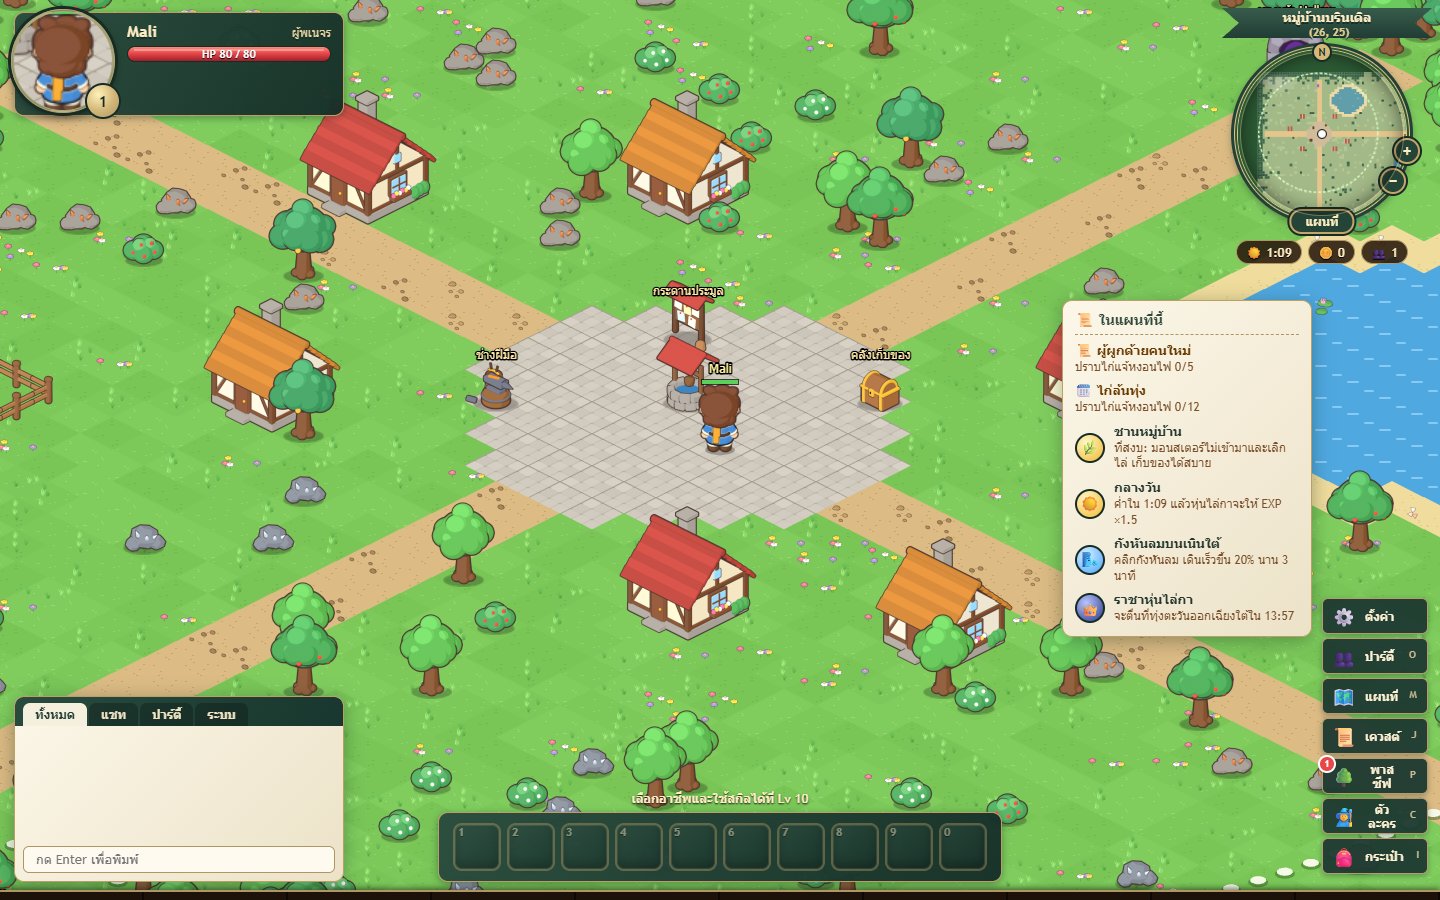 Mali
ผู้พเนจร
HP 80 / 80
1
หมู่บ้านบรินเดิล
(26, 25)
N
+
−
แผนที่
1:09
0
1
กระดานประมูล
ช่างฝีมือ
คลังเก็บของ
Mali
ในแผนที่นี้
ผู้ผูกด้ายคนใหม่
ปราบไก่แจ้หงอนไฟ 0/5
ไก่ล้นทุ่ง
ปราบไก่แจ้หงอนไฟ 0/12
ชานหมู่บ้าน
ที่สงบ: มอนสเตอร์ไม่เข้ามาและเลิก
ไล่ เก็บของได้สบาย
กลางวัน
ค่ำใน 1:09 แล้วหุ่นไล่กาจะให้ EXP
×1.5
กังหันลมบนเนินใต้
คลิกกังหันลม เดินเร็วขึ้น 20% นาน 3
นาที
ราชาหุ่นไล่กา
จะตื่นที่ทุ่งตะวันออกเฉียงใต้ใน 13:57
ตั้งค่า
ปาร์ตี้ O
แผนที่ M
เควสต์ J
1
พาส
ซีฟ P
ตัว
ละคร C
กระเป๋า I
ทั้งหมด แชท ปาร์ตี้ ระบบ
กด Enter เพื่อพิมพ์
เลือกอาชีพและใช้สกิลได้ที่ Lv 10
1 2 3 4 5 6 7 8 9 0